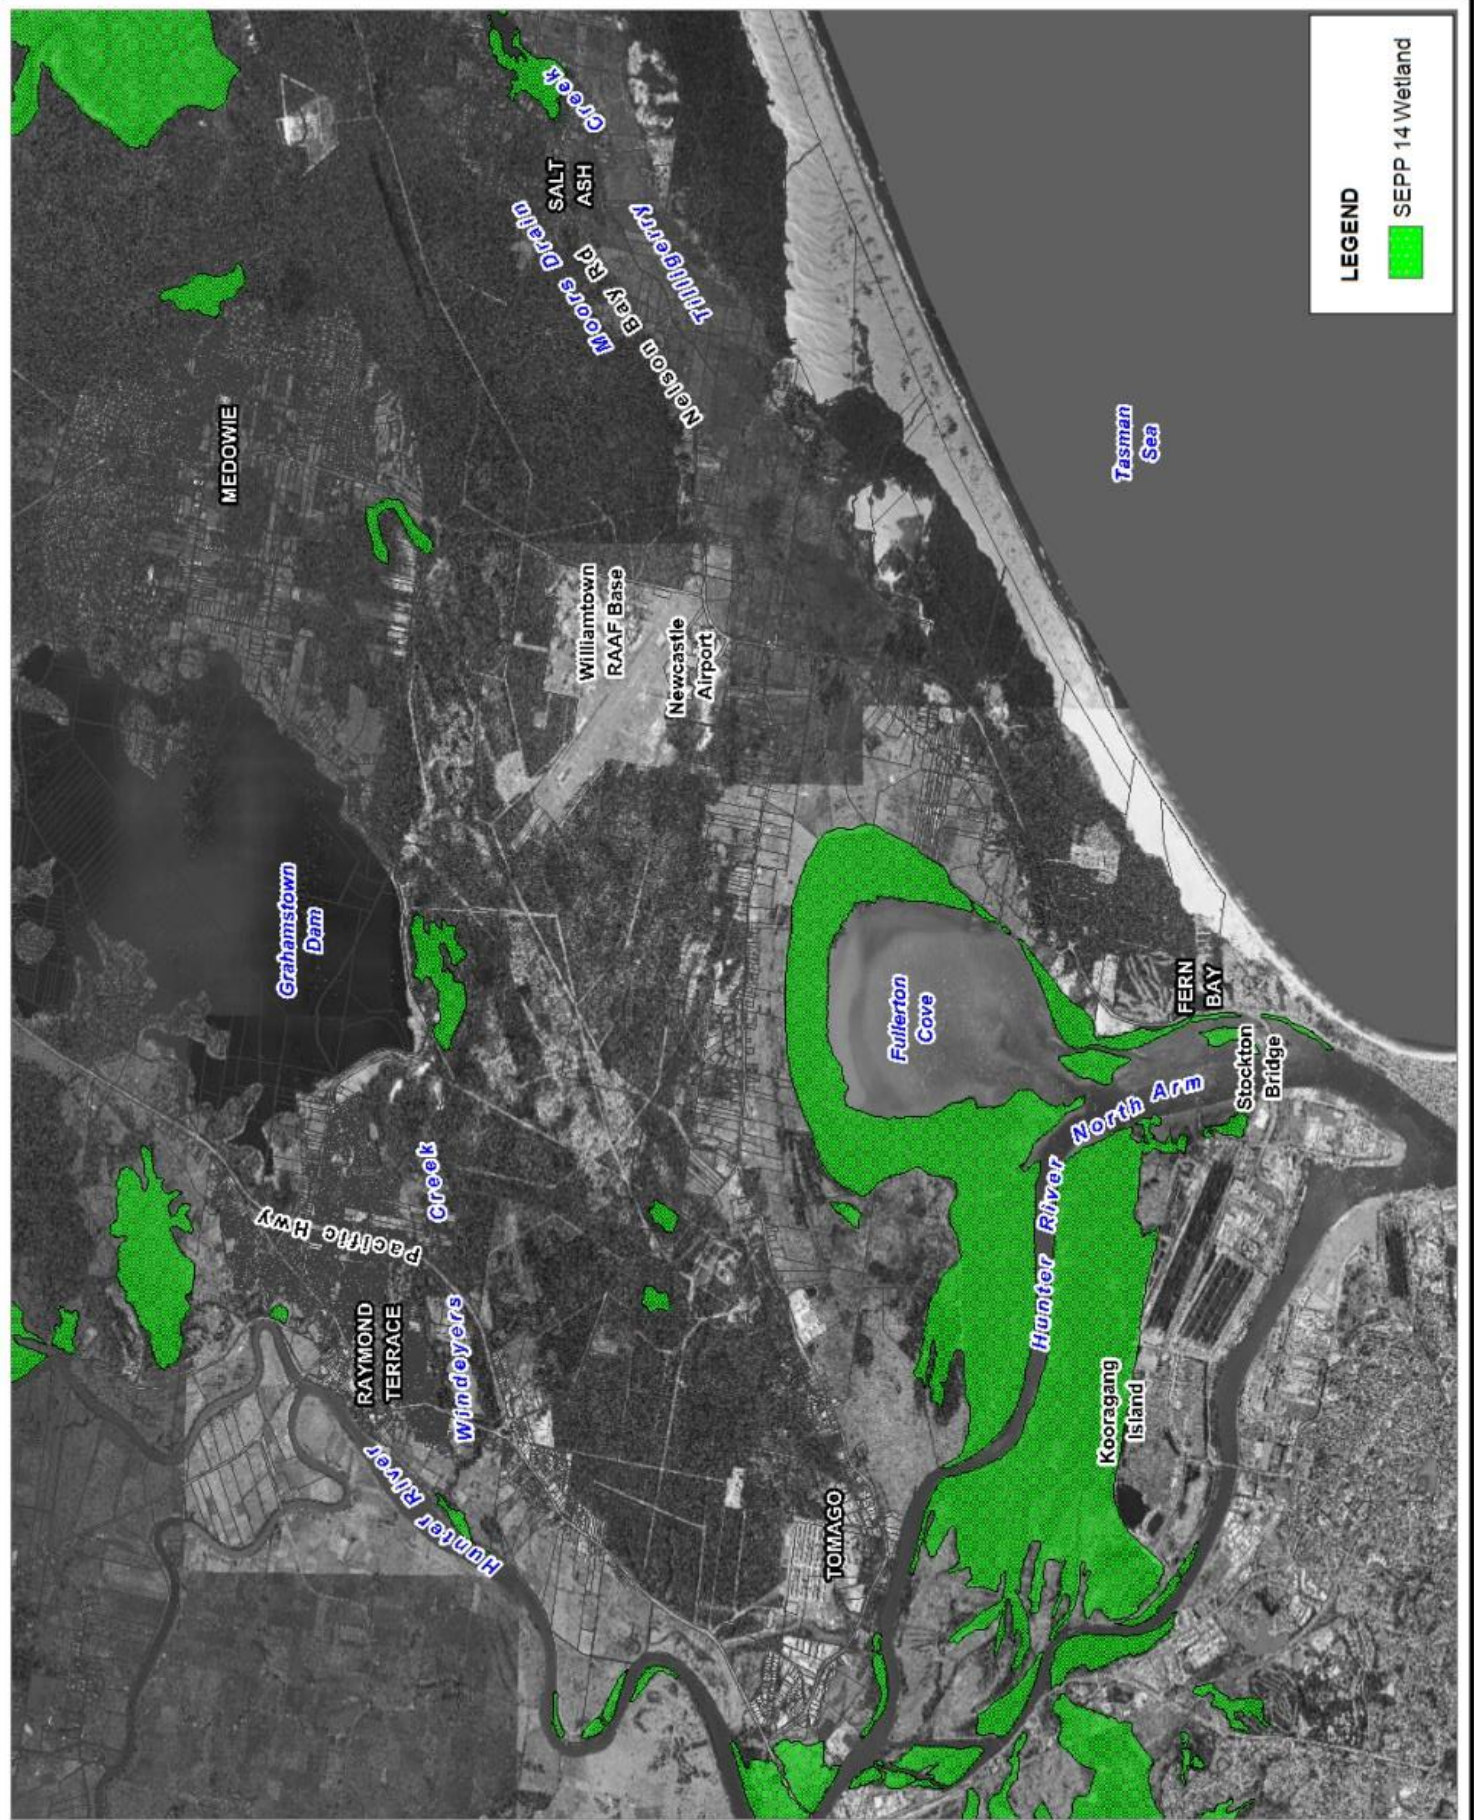 Creek
SALT
ASH
Moors Drain
Nelson Bay Rd
Tilligerry
MEDOWIE
Williamtown
RAAF Base
Newcastle
Airport
Tasman
Sea
LEGEND
SEPP 14 Wetland
Grahamstown
Dam
Fullerton
Cove
FERN
BAY
Stockton
Bridge
North Arm
Hunter River
Pacific Hwy
Creek
Windeyers
RAYMOND
TERRACE
Hunter River
TOMAGO
Kooragang
Island